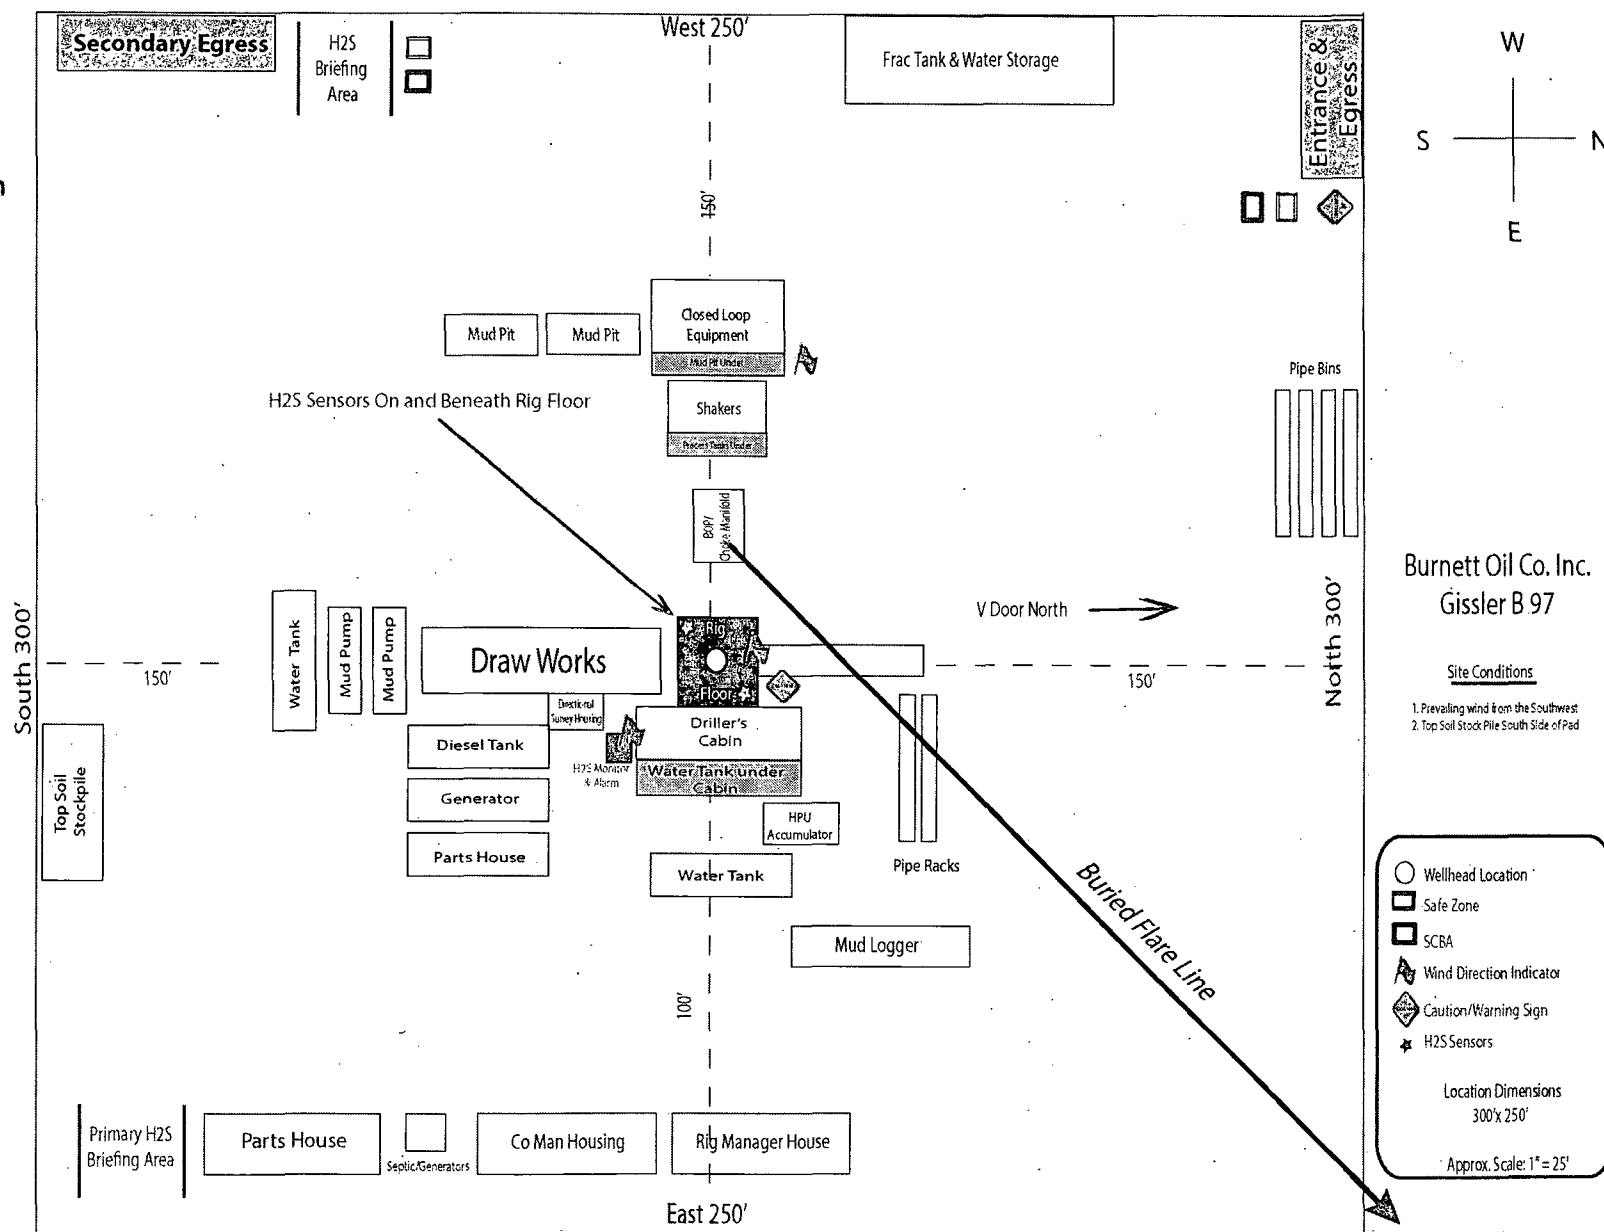 West 250'
Secondary Egress
H2S
Briefing
Area
Frac Tank & Water Storage
Entrance &
Egress
W
S
N
E
150'
Closed Loop
Equipment
Mud Pit Under
Mud Pit
Mud Pit
Pipe Bins
H2S Sensors On and Beneath Rig Floor
Shakers
Process Tanks Under
BOP/
Choke Manifold
Burnett Oil Co. Inc.
Gissler B 97
V Door North
South 300'
150'
Water Tank
Mud Pump
Mud Pump
Draw Works
Rig
Floor
150'
North 300'
Site Conditions
1. Prevailing wind from the Southwest
2. Top Soil Stock Pile South Side of Pad
Directional
Survey Housing
Driller's
Cabin
Diesel Tank
H2S Monitor
& Alarm
Water Tank under
Cabin
Top Soil
Stockpile
Generator
HPU
Accumulator
Parts House
Water Tank
Pipe Racks
Buried Flare Line
Mud Logger
100'
Wellhead Location
Safe Zone
SCBA
Wind Direction Indicator
Caution/Warning Sign
H2S Sensors
Location Dimensions
300'x 250'
Approx. Scale: 1" = 25'
Primary H2S
Briefing Area
Parts House
Septic/Generators
Co Man Housing
Rig Manager House
East 250'